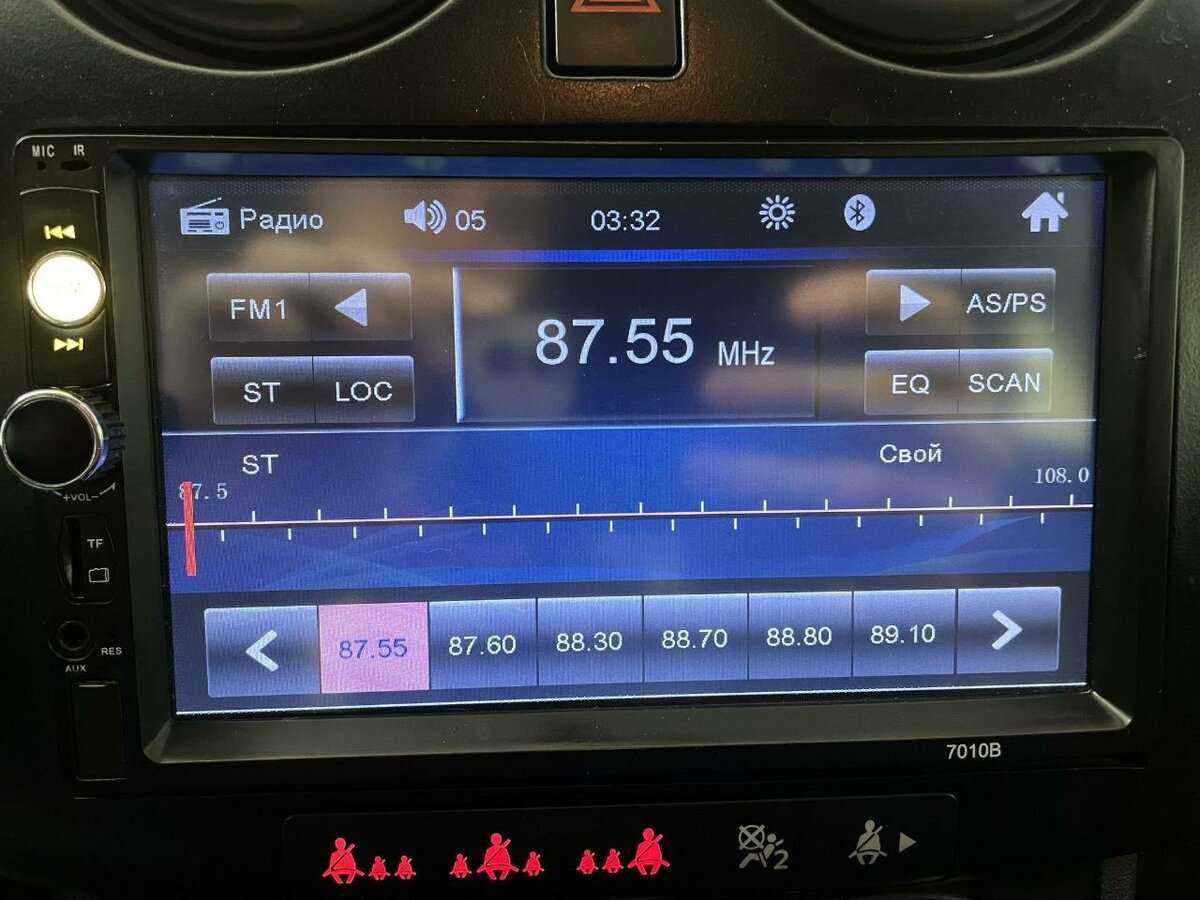 MIC IR
Радио 05 03:32
FM1 AS/PS
87.55 MHz
ST LOC EQ SCAN
ST Свой
87.5 108.0
+VOL-
TF
87.55 87.60 88.30 88.70 88.80 89.10
RES
AUX
7010B
2